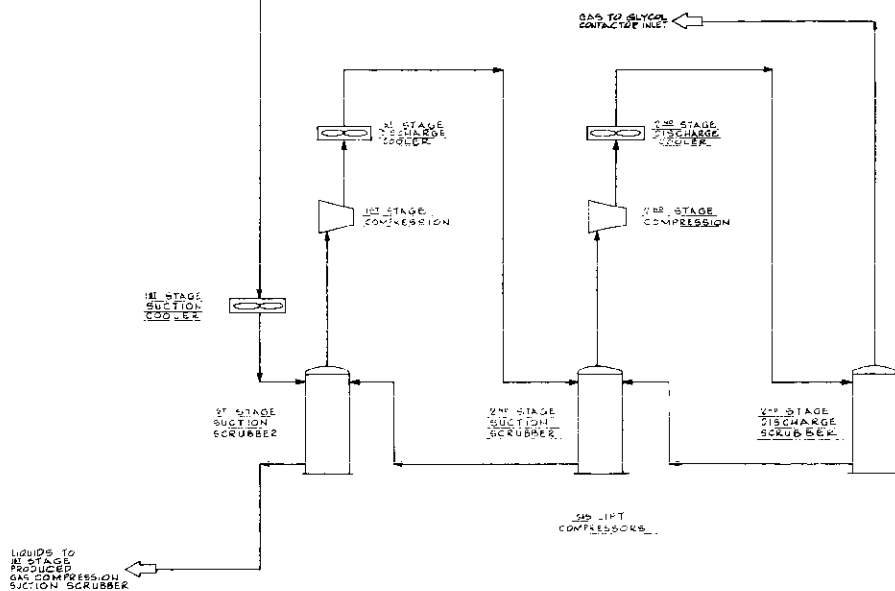 GAS TO GLYCOL
CONTACTOR INLET
1ST STAGE
DISCHARGE
COOLER
2ND STAGE
DISCHARGE
COOLER
1ST STAGE
COMPRESSION
2ND STAGE
COMPRESSION
1ST STAGE
SUCTION
COOLER
1ST STAGE
SUCTION
SCRUBBER
2ND STAGE
SUCTION
SCRUBBER
2ND STAGE
DISCHARGE
SCRUBBER
GAS LIFT
COMPRESSORS
LIQUIDS TO
1ST STAGE
PRODUCED
GAS COMPRESSION
SUCTION SCRUBBER